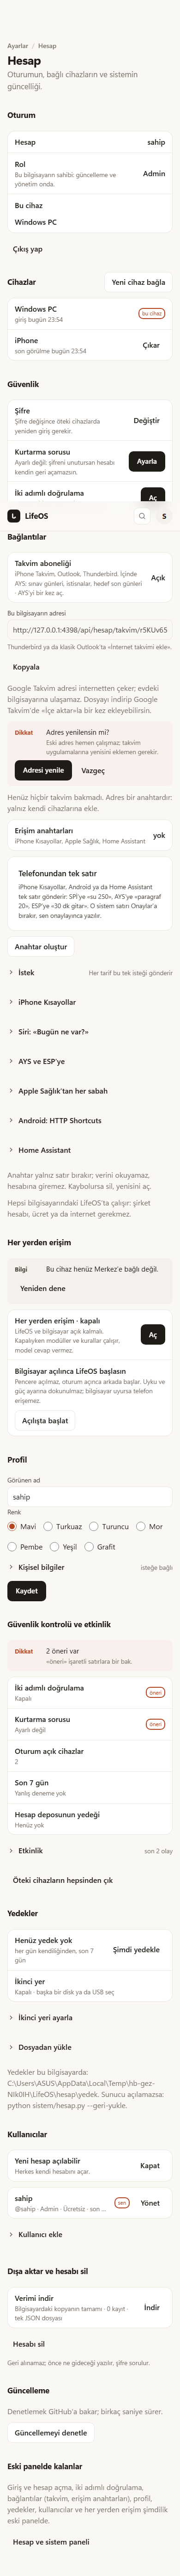 Ayarlar / Hesap
Hesap
Oturumun, bağlı cihazların ve sistemin
güncelliği.
Oturum
Hesap sahip
Rol
Bu bilgisayarın sahibi: güncelleme ve
yönetim onda.
Admin
Bu cihaz
Windows PC
Çıkış yap
Cihazlar Yeni cihaz bağla
Windows PC
giriş bugün 23:54
bu cihaz
iPhone
son görülme bugün 23:54
Çıkar
Güvenlik
Şifre
Şifre değişince öteki cihazlarda
yeniden giriş gerekir.
Değiştir
Kurtarma sorusu
Ayarlı değil: şifreni unutursan hesabı
kendin geri açamazsın.
Ayarla
İki adımlı doğrulama
Aç
L LifeOS S
Bağlantılar
Takvim aboneliği
iPhone Takvim, Outlook, Thunderbird. İçinde
AYS: sınav günleri, istisnalar, hedef son günleri
· AYS'yi bir kez aç.
Açık
Bu bilgisayarın adresi
http://127.0.0.1:4398/api/hesap/takvim/r5KUv65
Thunderbird ya da klasik Outlook'ta «İnternet takvimi ekle».
Kopyala
Google Takvim adresi internetten çeker; evdeki
bilgisayarına ulaşamaz. Dosyayı indirip Google
Takvim'de «İçe aktar»la bir kez ekleyebilirsin.
Dikkat Adres yenilensin mi?
Eski adres hemen çalışmaz; takvim
uygulamalarına yenisini eklemen gerekir.
Adresi yenile Vazgeç
Henüz hiçbir takvim bakmadı. Adres bir anahtardır:
yalnız kendi cihazlarına ekle.
Erişim anahtarları
iPhone Kısayollar, Apple Sağlık, Home Assistant
yok
Telefonundan tek satır
iPhone Kısayollar, Android ya da Home Assistant
tek satır gönderir: SPİ'ye «su 250», AYS'ye «paragraf
20», ESP'ye «30 dk gitar». O sistem satırı Onaylar'a
bırakır, sen onaylayınca yazılır.
Anahtar oluştur
İstek Her tarif bu tek isteği gönderir
iPhone Kısayollar
Siri: «Bugün ne var?»
AYS ve ESP'ye
Apple Sağlık'tan her sabah
Android: HTTP Shortcuts
Home Assistant
Anahtar yalnız satır bırakır; verini okuyamaz,
hesabına giremez. Kaybolursa sil, yenisini aç.
Hepsi bilgisayarındaki LifeOS'ta çalışır: şirket
hesabı, ücret ya da internet gerekmez.
Her yerden erişim
Bilgi Bu cihaz henüz Merkez'e bağlı değil.
Yeniden dene
Her yerden erişim · kapalı
LifeOS ve bilgisayar açık kalmalı.
Kapalıyken modüller ve kurallar çalışır,
model cevap vermez.
Aç
Bilgisayar açılınca LifeOS başlasın
Pencere açılmaz, oturum açınca arkada başlar. Uyku ve
güç ayarına dokunulmaz; bilgisayar uyursa telefon
erişemez.
Açılışta başlat
Profil
Görünen ad
sahip
Renk
Mavi Turkuaz Turuncu Mor
Pembe Yeşil Grafit
Kişisel bilgiler isteğe bağlı
Kaydet
Güvenlik kontrolü ve etkinlik
Dikkat 2 öneri var
«öneri» işaretli satırlara bir bak.
İki adımlı doğrulama
Kapalı
öneri
Kurtarma sorusu
Ayarlı değil
öneri
Oturum açık cihazlar
2
Son 7 gün
Yanlış deneme yok
Hesap deposunun yedeği
Henüz yok
Etkinlik son 2 olay
Öteki cihazların hepsinden çık
Yedekler
Henüz yedek yok
her gün kendiliğinden, son 7
gün
Şimdi yedekle
İkinci yer
Kapalı · başka bir disk ya da USB seç
İkinci yeri ayarla
Dosyadan yükle
Yedekler bu bilgisayarda:
C:\Users\ASUS\AppData\Local\Temp\hb-gez-
NIk0IH\LifeOS\hesap\yedek. Sunucu açılamazsa:
python sistem/hesap.py --geri-yukle.
Kullanıcılar
Yeni hesap açılabilir
Herkes kendi hesabını açar.
Kapat
sahip
@sahip · Admin · Ücretsiz · son ...
sen
Yönet
Kullanıcı ekle
Dışa aktar ve hesabı sil
Verimi indir
Bilgisayardaki kopyanın tamamı · 0 kayıt ·
tek JSON dosyası
İndir
Hesabı sil
Geri alınamaz; önce ne gideceği yazılır, şifre sorulur.
Güncelleme
Denetlemek GitHub'a bakar; birkaç saniye sürer.
Güncellemeyi denetle
Eski panelde kalanlar
Giriş ve hesap açma, iki adımlı doğrulama,
bağlantılar (takvim, erişim anahtarları), profil,
yedekler, kullanıcılar ve her yerden erişim şimdilik
eski panelde.
Hesap ve sistem paneli